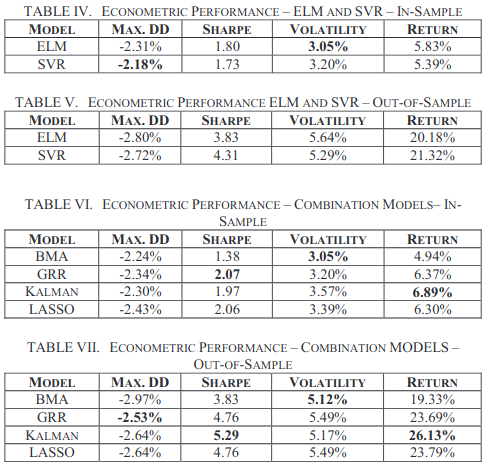 TABLE IV. ECONOMETRIC PERFORMANCE – ELM AND SVR – IN-SAMPLE
MODEL MAX. DD SHARPE VOLATILITY RETURN
ELM -2.31% 1.80 3.05% 5.83%
SVR -2.18% 1.73 3.20% 5.39%
TABLE V. ECONOMETRIC PERFORMANCE ELM AND SVR – OUT-OF-SAMPLE
MODEL MAX. DD SHARPE VOLATILITY RETURN
ELM -2.80% 3.83 5.64% 20.18%
SVR -2.72% 4.31 5.29% 21.32%
TABLE VI. ECONOMETRIC PERFORMANCE – COMBINATION MODELS– IN-
SAMPLE
MODEL MAX. DD SHARPE VOLATILITY RETURN
BMA -2.24% 1.38 3.05% 4.94%
GRR -2.34% 2.07 3.20% 6.37%
KALMAN -2.30% 1.97 3.57% 6.89%
LASSO -2.43% 2.06 3.39% 6.30%
TABLE VII. ECONOMETRIC PERFORMANCE – COMBINATION MODELS –
OUT-OF-SAMPLE
MODEL MAX. DD SHARPE VOLATILITY RETURN
BMA -2.97% 3.83 5.12% 19.33%
GRR -2.53% 4.76 5.49% 23.69%
KALMAN -2.64% 5.29 5.17% 26.13%
LASSO -2.64% 4.76 5.49% 23.79%